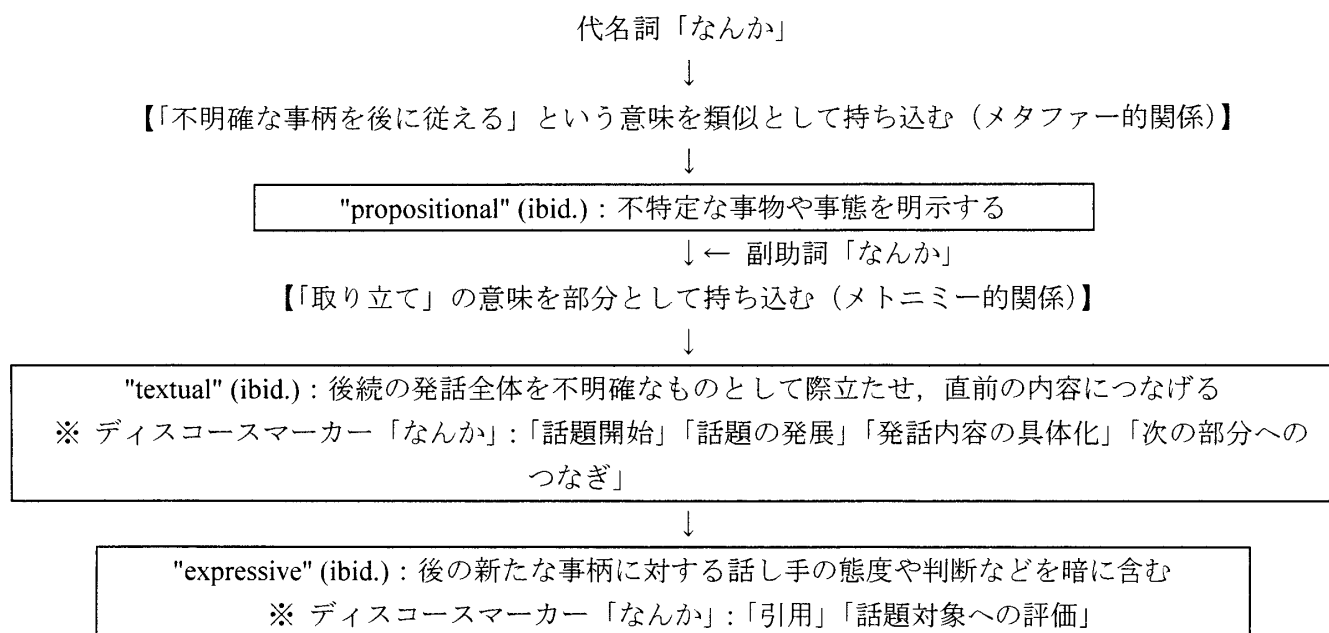 代名詞「なんか」
↓
【「不明確な事柄を後に従える」という意味を類似として持ち込む（メタファー的関係）】
↓
"propositional" (ibid.)：不特定な事物や事態を明示する
↓← 副助詞「なんか」
【「取り立て」の意味を部分として持ち込む（メトニミー的関係）】
↓
"textual" (ibid.)：後続の発話全体を不明確なものとして際立たせ，直前の内容につなげる
※ ディスコースマーカー「なんか」：「話題開始」「話題の発展」「発話内容の具体化」「次の部分への
つなぎ」
↓
"expressive" (ibid.)：後の新たな事柄に対する話し手の態度や判断などを暗に含む
※ ディスコースマーカー「なんか」：「引用」「話題対象への評価」